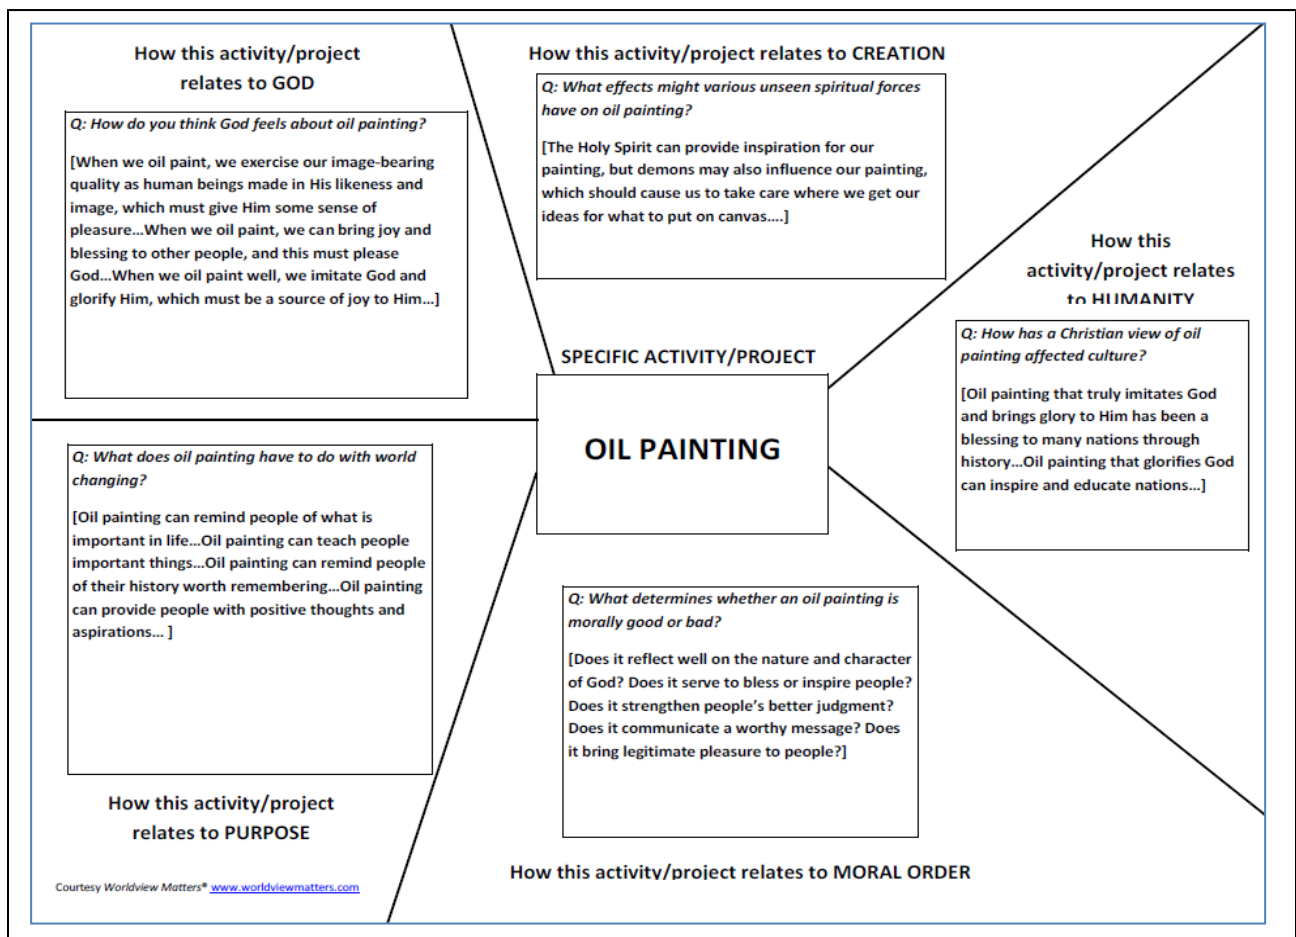 How this activity/project
relates to GOD
Q: How do you think God feels about oil painting?
[When we oil paint, we exercise our image-bearing
quality as human beings made in His likeness and
image, which must give Him some sense of
pleasure...When we oil paint, we can bring joy and
blessing to other people, and this must please
God...When we oil paint well, we imitate God and
glorify Him, which must be a source of joy to Him...]
How this activity/project relates to CREATION
Q: What effects might various unseen spiritual forces
have on oil painting?
[The Holy Spirit can provide inspiration for our
painting, but demons may also influence our painting,
which should cause us to take care where we get our
ideas for what to put on canvas....]
How this
activity/project relates
to HUMANITY
Q: How has a Christian view of oil
painting affected culture?
[Oil painting that truly imitates God
and brings glory to Him has been a
blessing to many nations through
history...Oil painting that glorifies God
can inspire and educate nations...]
SPECIFIC ACTIVITY/PROJECT
OIL PAINTING
Q: What does oil painting have to do with world
changing?
[Oil painting can remind people of what is
important in life...Oil painting can teach people
important things...Oil painting can remind people
of their history worth remembering...Oil painting
can provide people with positive thoughts and
aspirations... ]
How this activity/project
relates to PURPOSE
Q: What determines whether an oil painting is
morally good or bad?
[Does it reflect well on the nature and character
of God? Does it serve to bless or inspire people?
Does it strengthen people's better judgment?
Does it communicate a worthy message? Does
it bring legitimate pleasure to people?]
How this activity/project relates to MORAL ORDER
Courtesy Worldview Matters® www.worldviewmatters.com